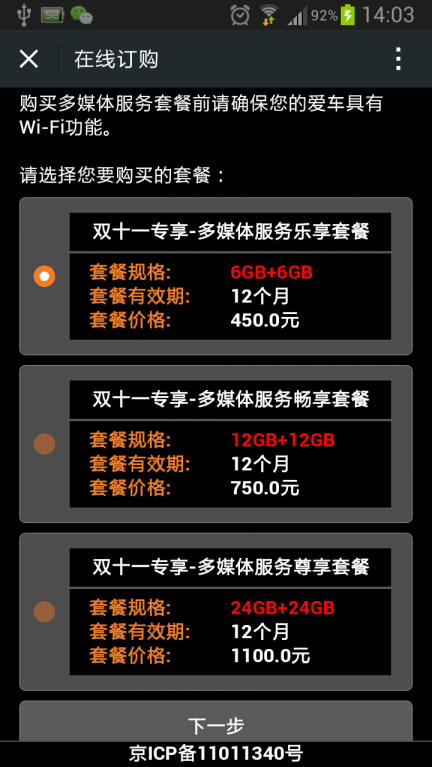 92% 14:03
在线订购
购买多媒体服务套餐前请确保您的爱车具有
Wi-Fi功能。
请选择您要购买的套餐：
双十一专享-多媒体服务乐享套餐
套餐规格: 6GB+6GB
套餐有效期: 12个月
套餐价格: 450.0元
双十一专享-多媒体服务畅享套餐
套餐规格: 12GB+12GB
套餐有效期: 12个月
套餐价格: 750.0元
双十一专享-多媒体服务尊享套餐
套餐规格: 24GB+24GB
套餐有效期: 12个月
套餐价格: 1100.0元
下一步
京ICP备11011340号